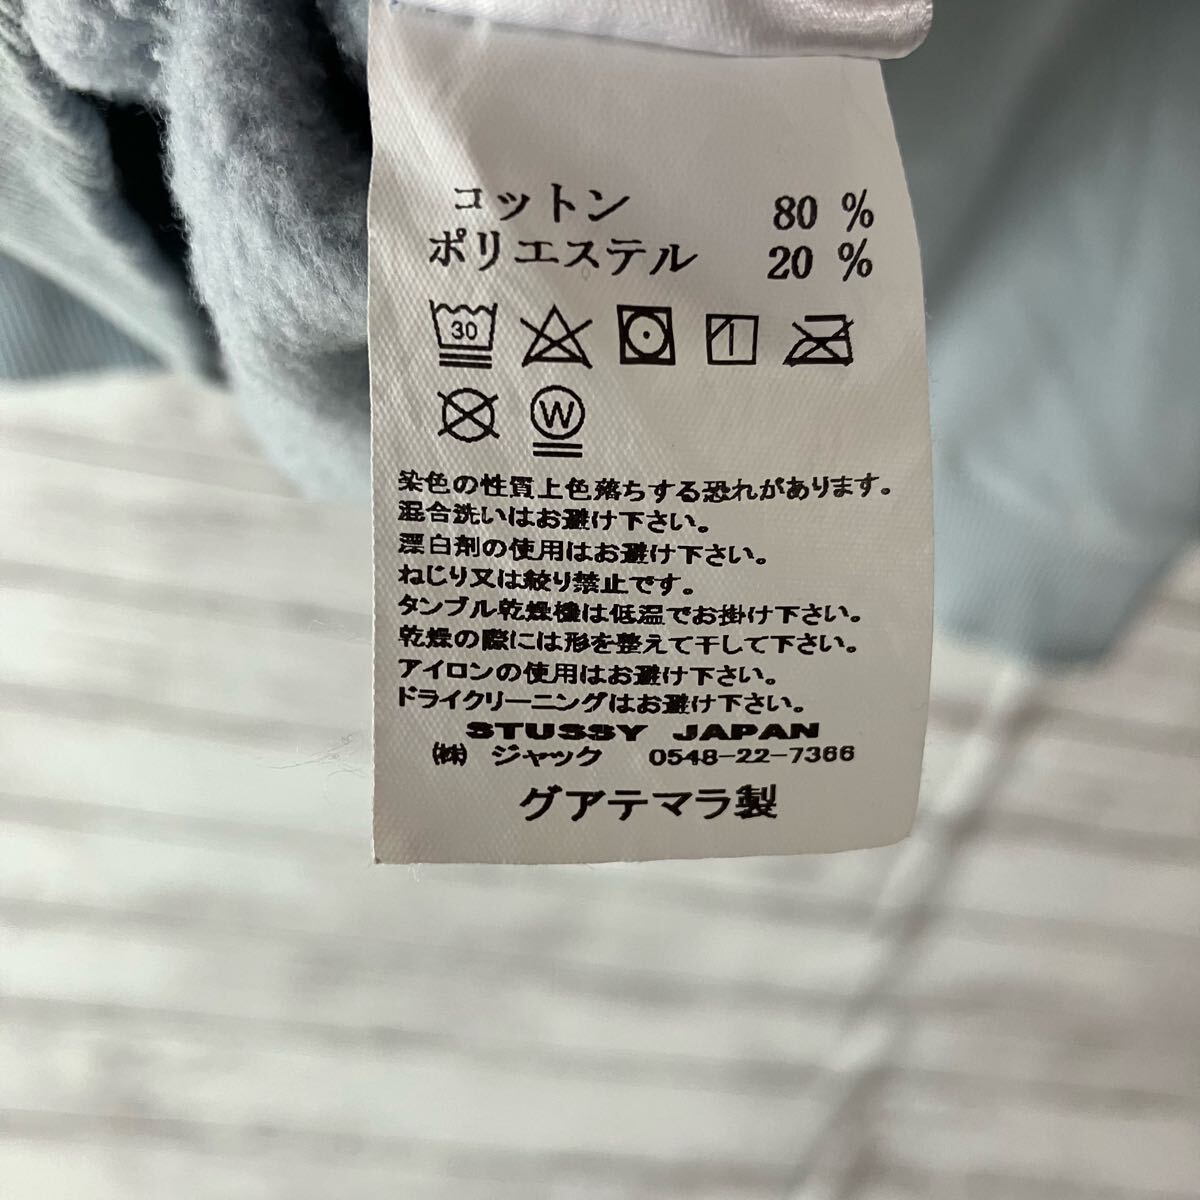 コットン 80 %
ポリエステル 20 %
30
W
染色の性質上色落ちする恐れがあります。
混合洗いはお避け下さい。
漂白剤の使用はお避け下さい。
ねじり又は絞り禁止です。
タンブル乾燥機は低温でお掛け下さい。
乾燥の際には形を整えて干して下さい。
アイロンの使用はお避け下さい。
ドライクリーニングはお避け下さい。
STUSSY JAPAN
㈱ ジャック 0548-22-7366
グアテマラ製